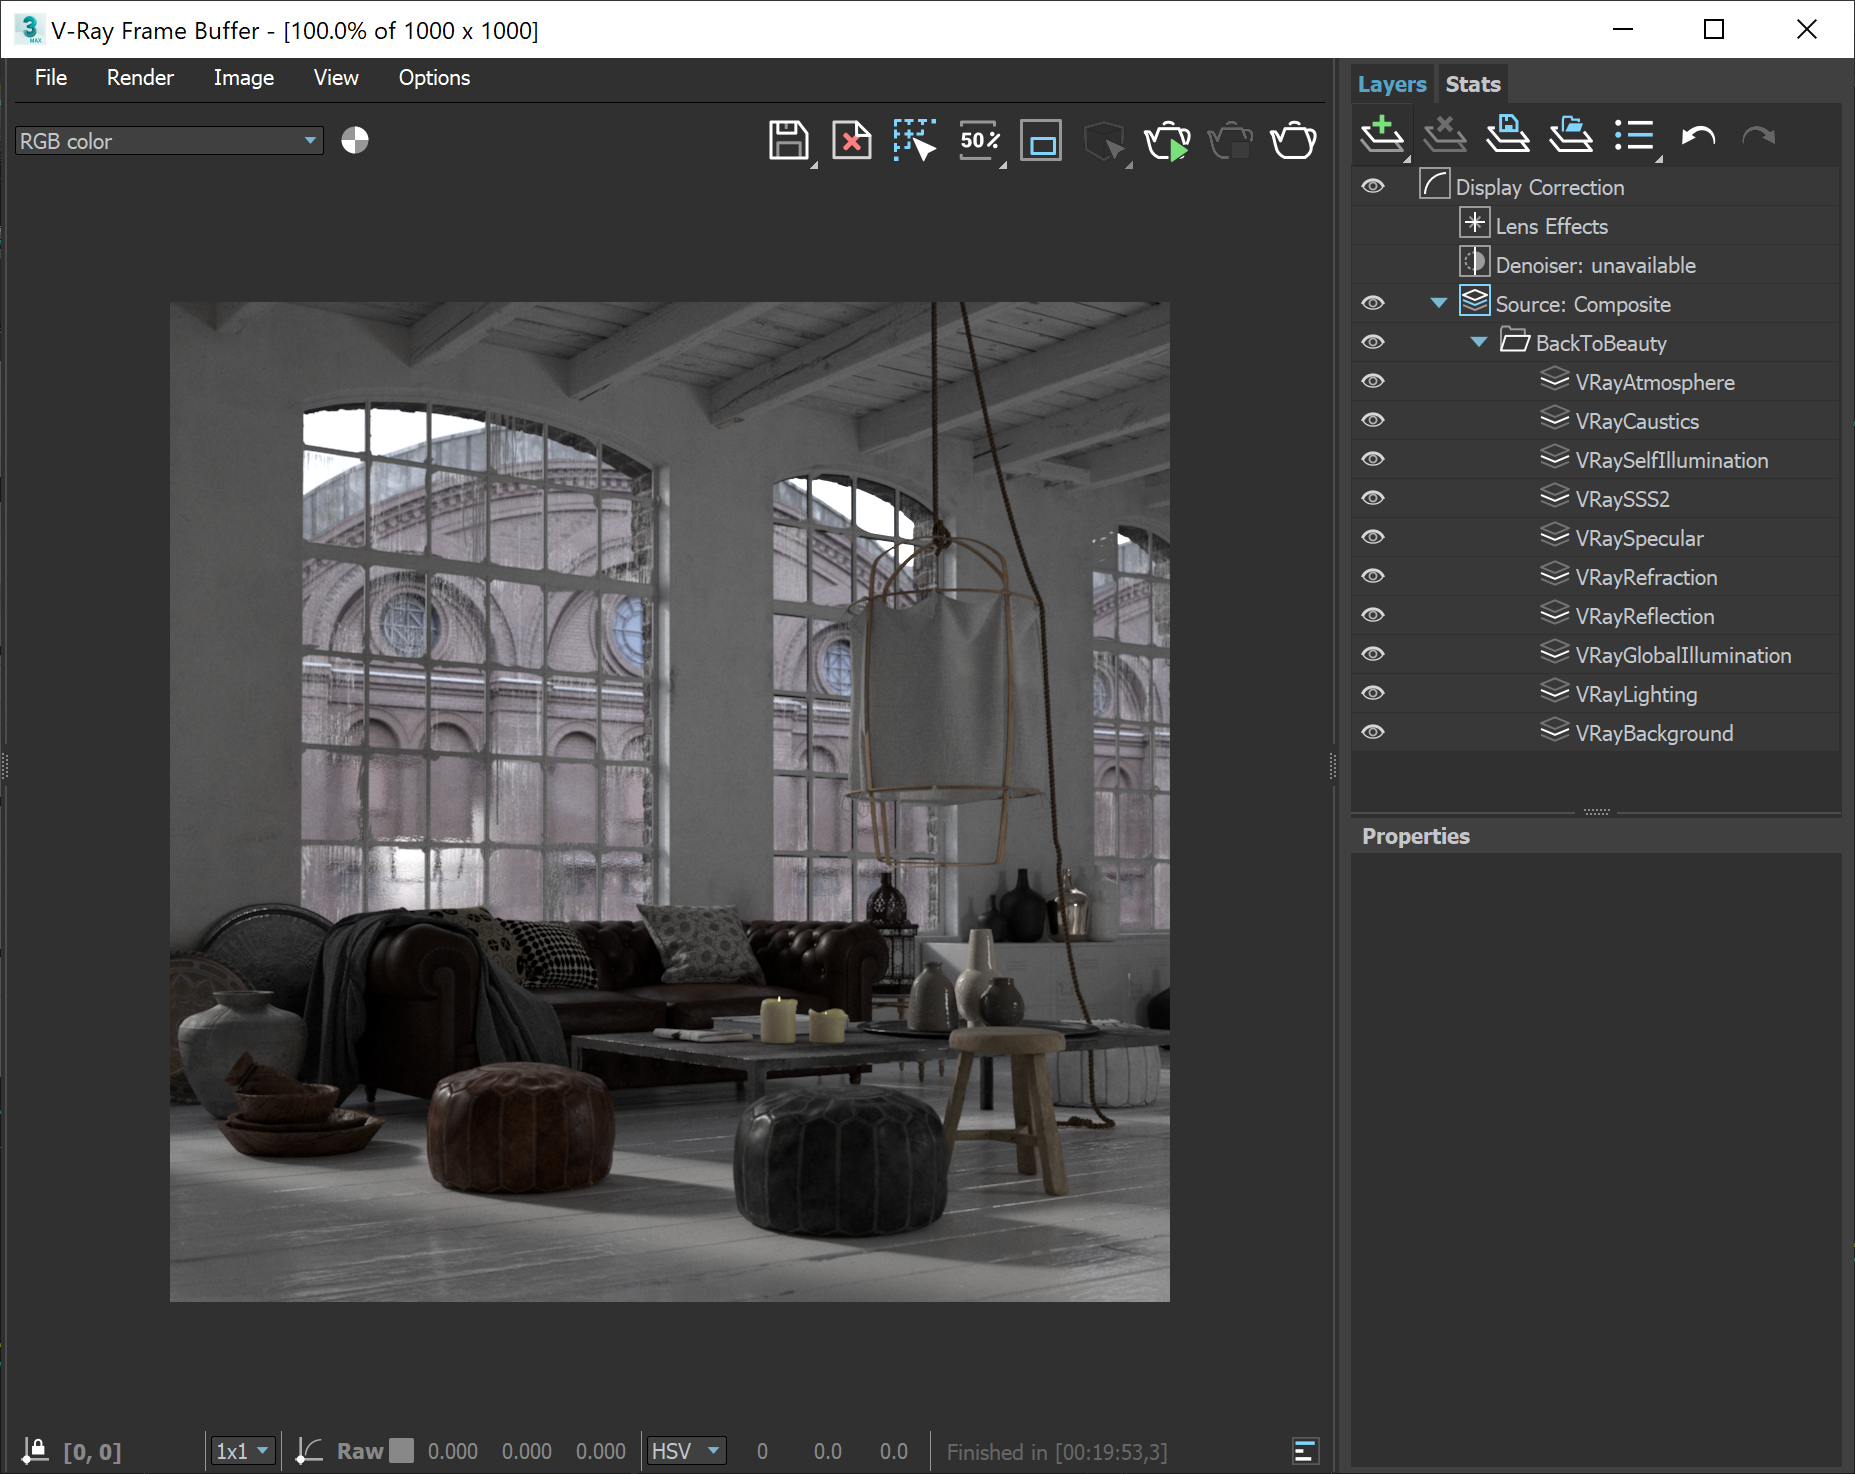 3
MAX
V-Ray Frame Buffer - [100.0% of 1000 x 1000]
File Render Image View Options
RGB color
50%
Layers Stats
Display Correction
Lens Effects
Denoiser: unavailable
Source: Composite
BackToBeauty
VRayAtmosphere
VRayCaustics
VRaySelfIllumination
VRaySSS2
VRaySpecular
VRayRefraction
VRayReflection
VRayGlobalIllumination
VRayLighting
VRayBackground
Properties
[0, 0] 1x1 Raw 0.000 0.000 0.000 HSV 0 0.0 0.0 Finished in [00:19:53,3]